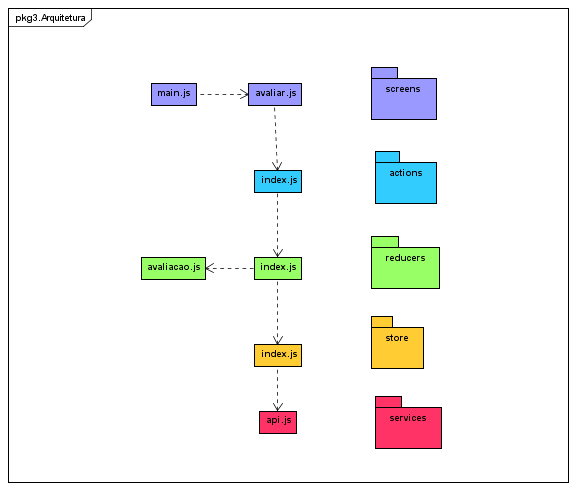 pkg3.Arquitetura
main.js
avaliar.js
screens
index.js
actions
avaliacao.js
index.js
reducers
index.js
store
api.js
services